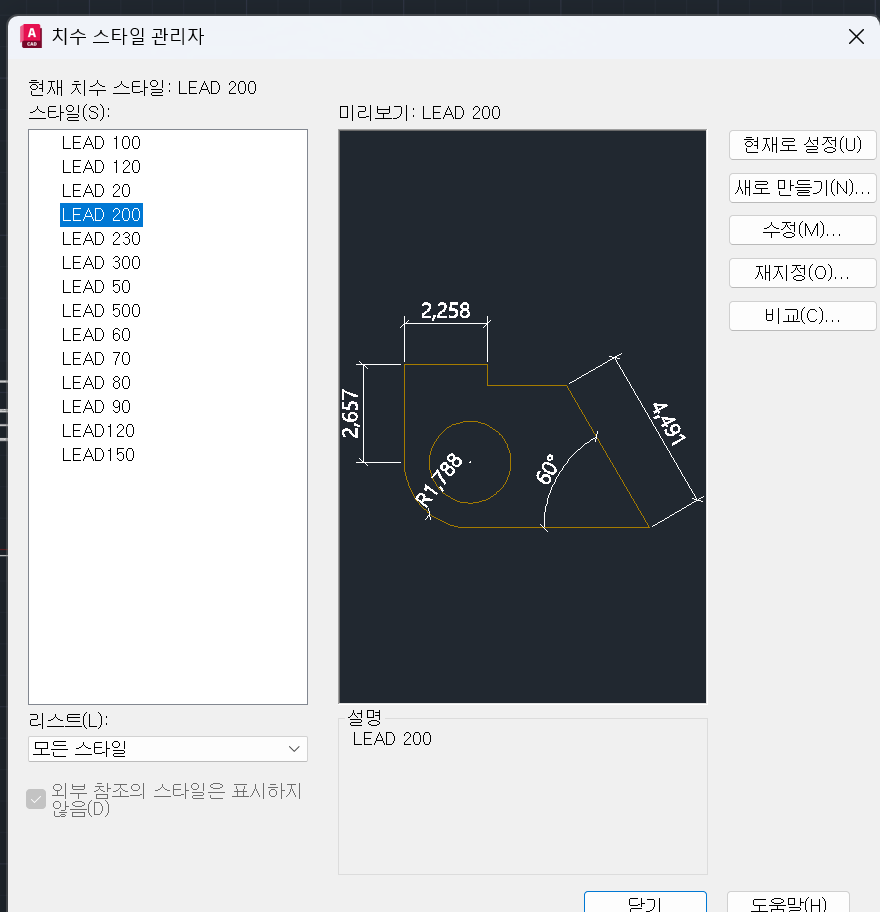 치수 스타일 관리자
현재 치수 스타일: LEAD 200
스타일(S):
LEAD 100
LEAD 120
LEAD 20
LEAD 200
LEAD 230
LEAD 300
LEAD 50
LEAD 500
LEAD 60
LEAD 70
LEAD 80
LEAD 90
LEAD120
LEAD150
리스트(L):
모든 스타일
외부 참조의 스타일은 표시하지
않음(D)
미리보기: LEAD 200
2,258
2,657
R1,788
60°
4,491
설명
LEAD 200
현재로 설정(U)
새로 만들기(N)...
수정(M)...
재지정(O)...
비교(C)...
닫기
도움말(H)
A
CAD